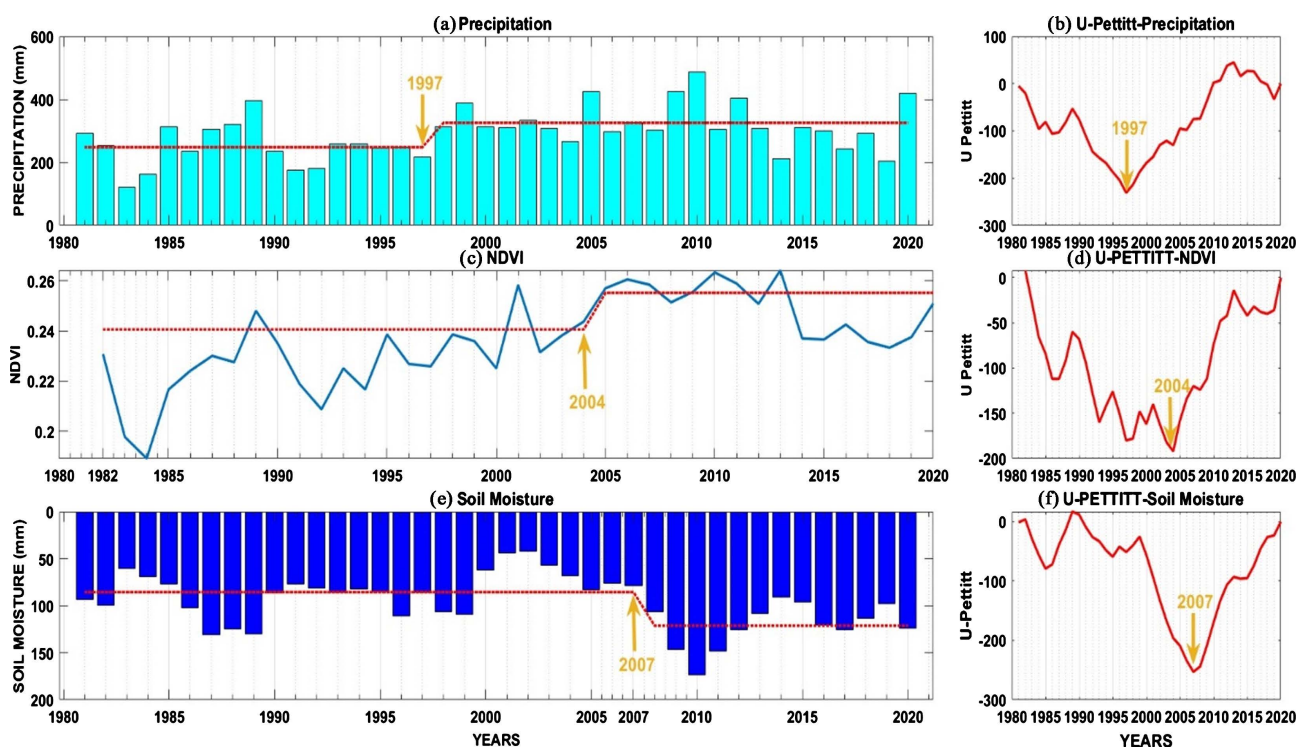 (a) Precipitation
PRECIPITATION (mm)
600
400
200
0
1997
1980 1985 1990 1995 2000 2005 2010 2015 2020
(b) U-Pettitt-Precipitation
U Pettitt
100
0
-100
-200
-300
1997
1980 1985 1990 1995 2000 2005 2010 2015 2020
(c) NDVI
NDVI
0.26
0.24
0.22
0.2
2004
1980 1982 1985 1990 1995 2000 2005 2010 2015 2020
(d) U-PETTITT-NDVI
U Pettitt
0
-50
-100
-150
-200
2004
1980 1985 1990 1995 2000 2005 2010 2015 2020
(e) Soil Moisture
SOIL MOISTURE (mm)
0
50
100
150
200
2007
1980 1985 1990 1995 2000 2005 2007 2010 2015 2020
YEARS
(f) U-PETTITT-Soil Moisture
U-Pettitt
0
-100
-200
-300
2007
1980 1985 1990 1995 2000 2005 2010 2015 2020
YEARS